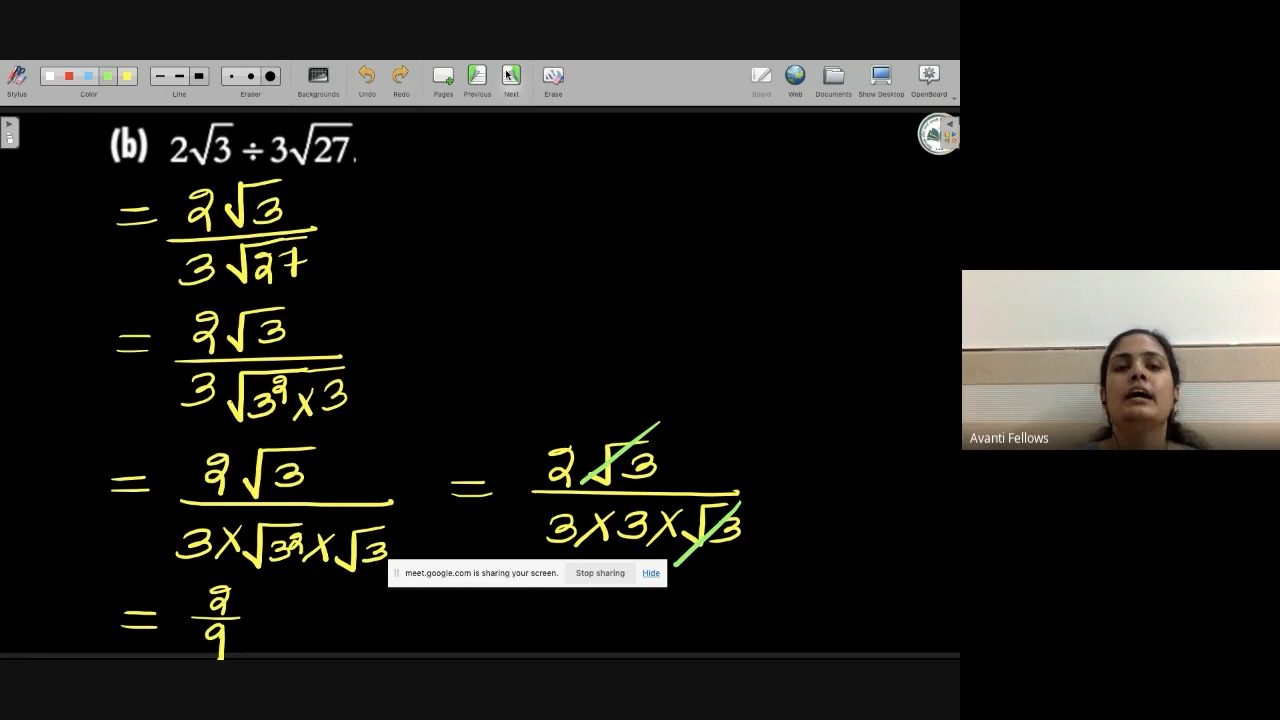 Stylus Color Line Eraser Backgrounds Undo Redo Pages Previous Next Erase Board Web Documents Show Desktop OpenBoard
(b) 2√3 ÷ 3√27.
= 2√3 / 3√27
= 2√3 / 3√(3² × 3)
= 2√3 / 3×√3²×√3 = 2√3 / 3×3×√3
meet.google.com is sharing your screen. Stop sharing Hide
= 2/9
Avanti Fellows